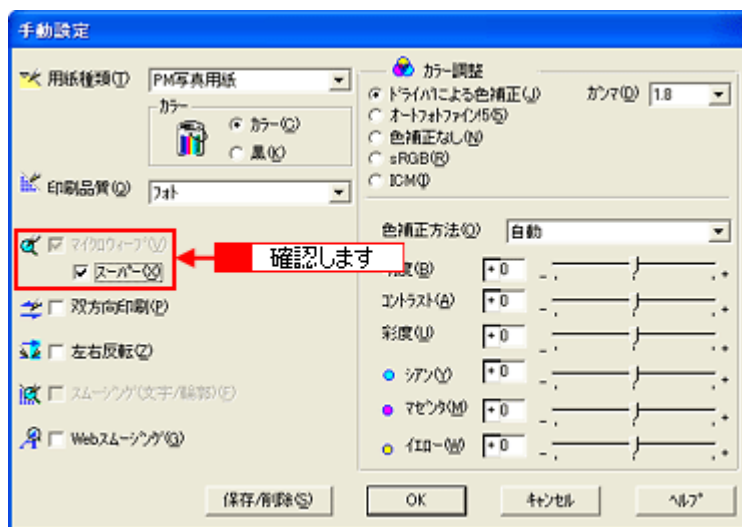 手動設定
用紙種類(T) PM写真用紙
カラー
カラー(C)
黒(K)
印刷品質(Q) フォト
マイクロウィーブ(V)
スーパー(X)
確認します
双方向印刷(P)
左右反転(Z)
スムージング(文字/輪郭)(F)
Webスムージング(G)
カラー調整
ドライバによる色補正(J) ガンマ(D) 1.8
オートフォトファイン!5(5)
色補正なし(N)
sRGB(R)
ICM(I)
色補正方法(O) 自動
度(B) +0 - +
コントラスト(A) +0 - +
彩度(U) +0 - +
シアン(Y) +0 - +
マゼンタ(M) +0 - +
イエロー(W) +0 - +
保存/削除(S) OK キャンセル ヘルプ